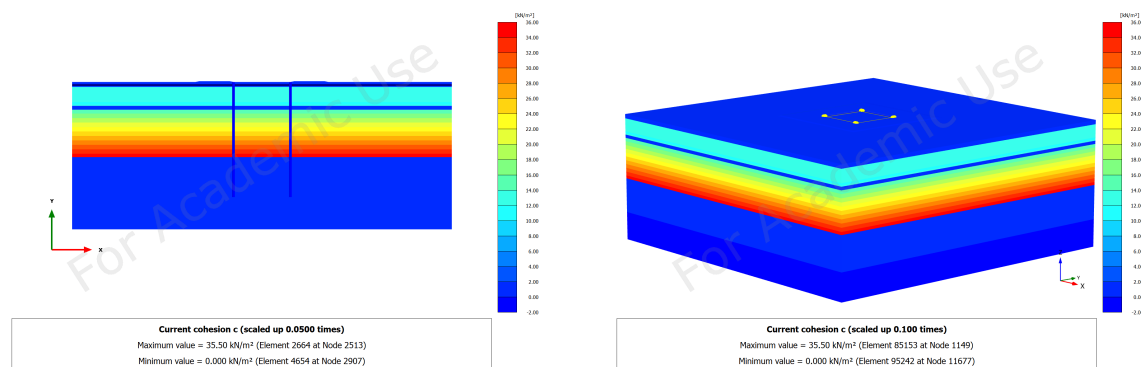 [kN/m²]
36.00
34.00
32.00
30.00
28.00
26.00
24.00
22.00
20.00
18.00
16.00
14.00
12.00
10.00
8.00
6.00
4.00
2.00
0.00
-2.00
Y
X
For Academic Use
Current cohesion c (scaled up 0.0500 times)
Maximum value = 35.50 kN/m² (Element 2664 at Node 2513)
Minimum value = 0.000 kN/m² (Element 4654 at Node 2907)
[kN/m²]
36.0
34.0
32.0
30.0
28.0
26.0
24.0
22.0
20.0
18.0
16.0
14.0
12.0
10.0
8.00
6.00
4.00
2.00
0.00
-2.0
Y
X
For Academic Use
Current cohesion c (scaled up 0.100 times)
Maximum value = 35.50 kN/m² (Element 85153 at Node 1149)
Minimum value = 0.000 kN/m² (Element 95242 at Node 11677)